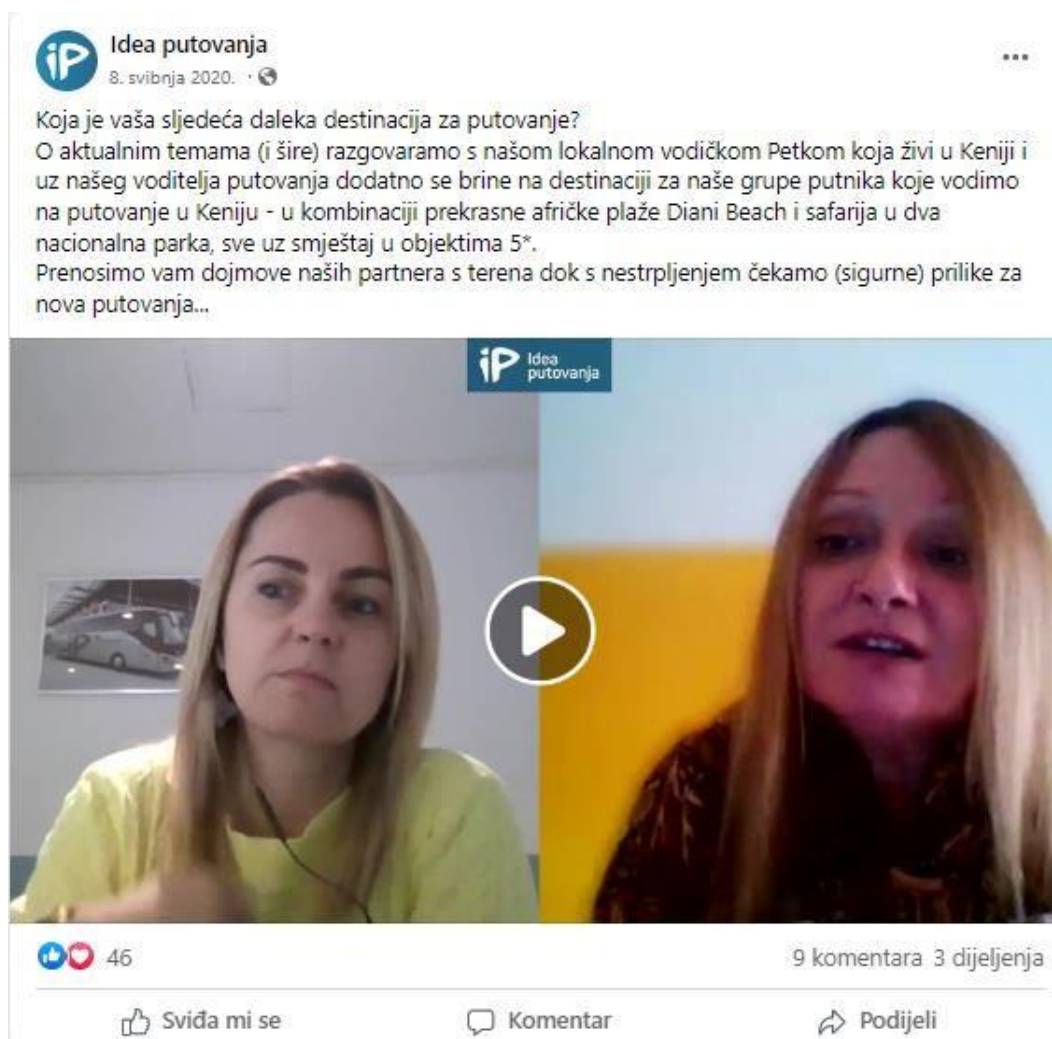 iP
Idea putovanja
8. svibnja 2020. ·
Koja je vaša sljedeća daleka destinacija za putovanje?
O aktualnim temama (i šire) razgovaramo s našom lokalnom vodičkom Petkom koja živi u Keniji i
uz našeg voditelja putovanja dodatno se brine na destinaciji za naše grupe putnika koje vodimo
na putovanje u Keniju - u kombinaciji prekrasne afričke plaže Diani Beach i safarija u dva
nacionalna parka, sve uz smještaj u objektima 5*.
Prenosimo vam dojmove naših partnera s terena dok s nestrpljenjem čekamo (sigurne) prilike za
nova putovanja...
iP Idea
putovanja
46
9 komentara 3 dijeljenja
Sviđa mi se
Komentar
Podijeli